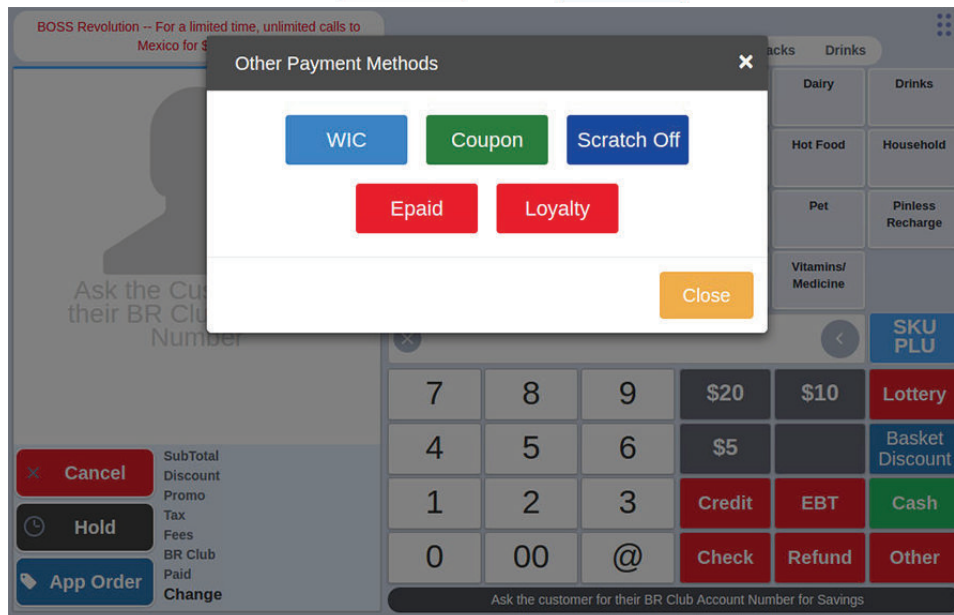 BOSS Revolution -- For a limited time, unlimited calls to
Mexico for $
Other Payment Methods
×
WIC
Coupon
Scratch Off
Epaid
Loyalty
Close
Drinks
Dairy
Drinks
Hot Food
Household
Pet
Pinless
Recharge
Vitamins/
Medicine
Ask the
their BR
Number
SKU
PLU
7 8 9 $20 $10 Lottery
4 5 6 $5 Basket
Discount
1 2 3 Credit EBT Cash
0 00 @ Check Refund Other
Cancel
Hold
App Order
SubTotal
Discount
Promo
Tax
Fees
BR Club
Paid
Change
Ask the customer for their BR Club Account Number for Savings